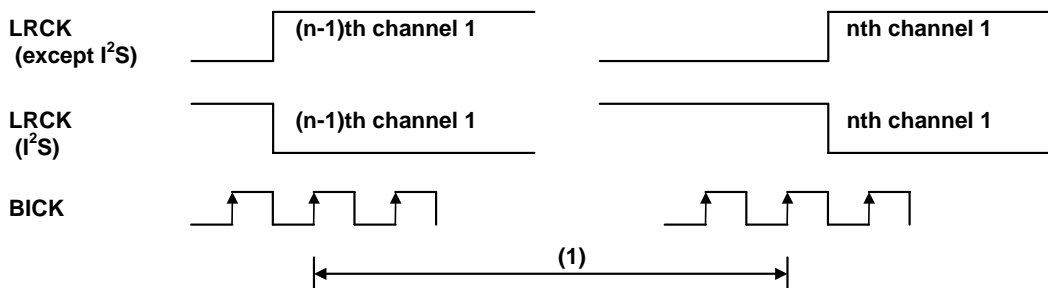 LRCK (n-1)th channel 1 nth channel 1
(except I²S)
LRCK (n-1)th channel 1 nth channel 1
(I²S)
BICK
(1)